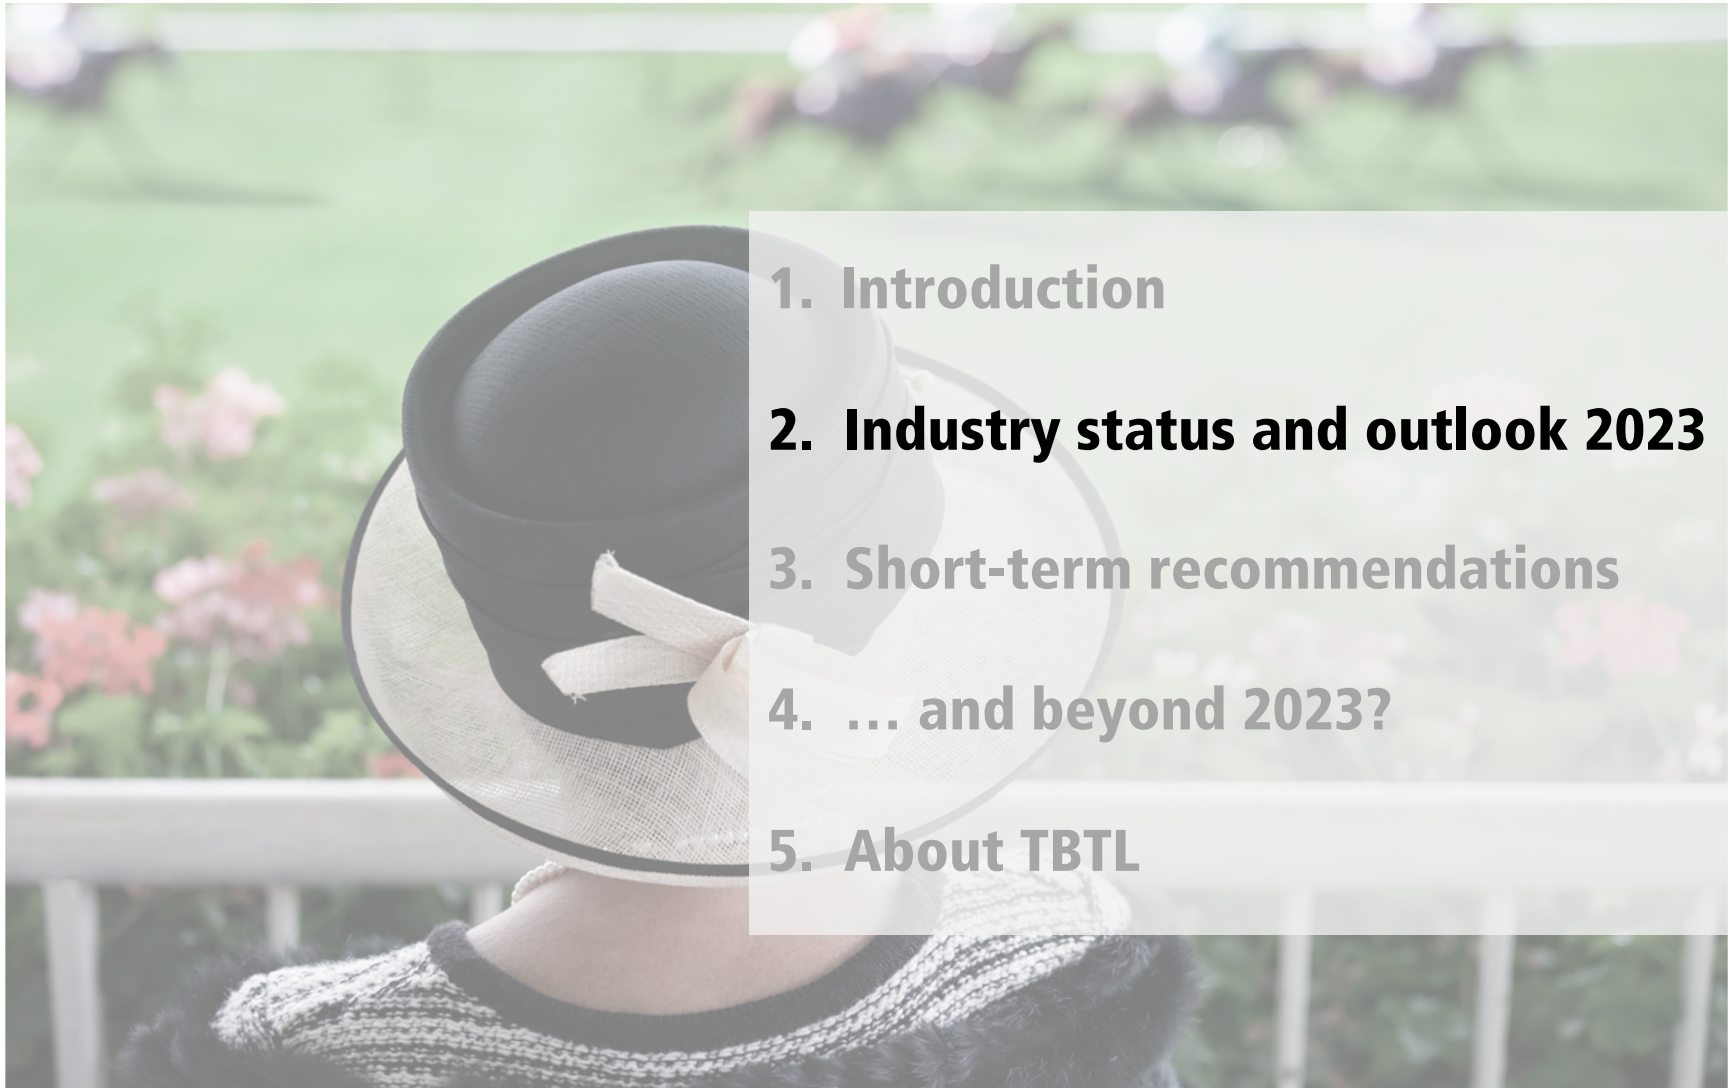 1. Introduction
2. Industry status and outlook 2023
3. Short-term recommendations
4. … and beyond 2023?
5. About TBTL